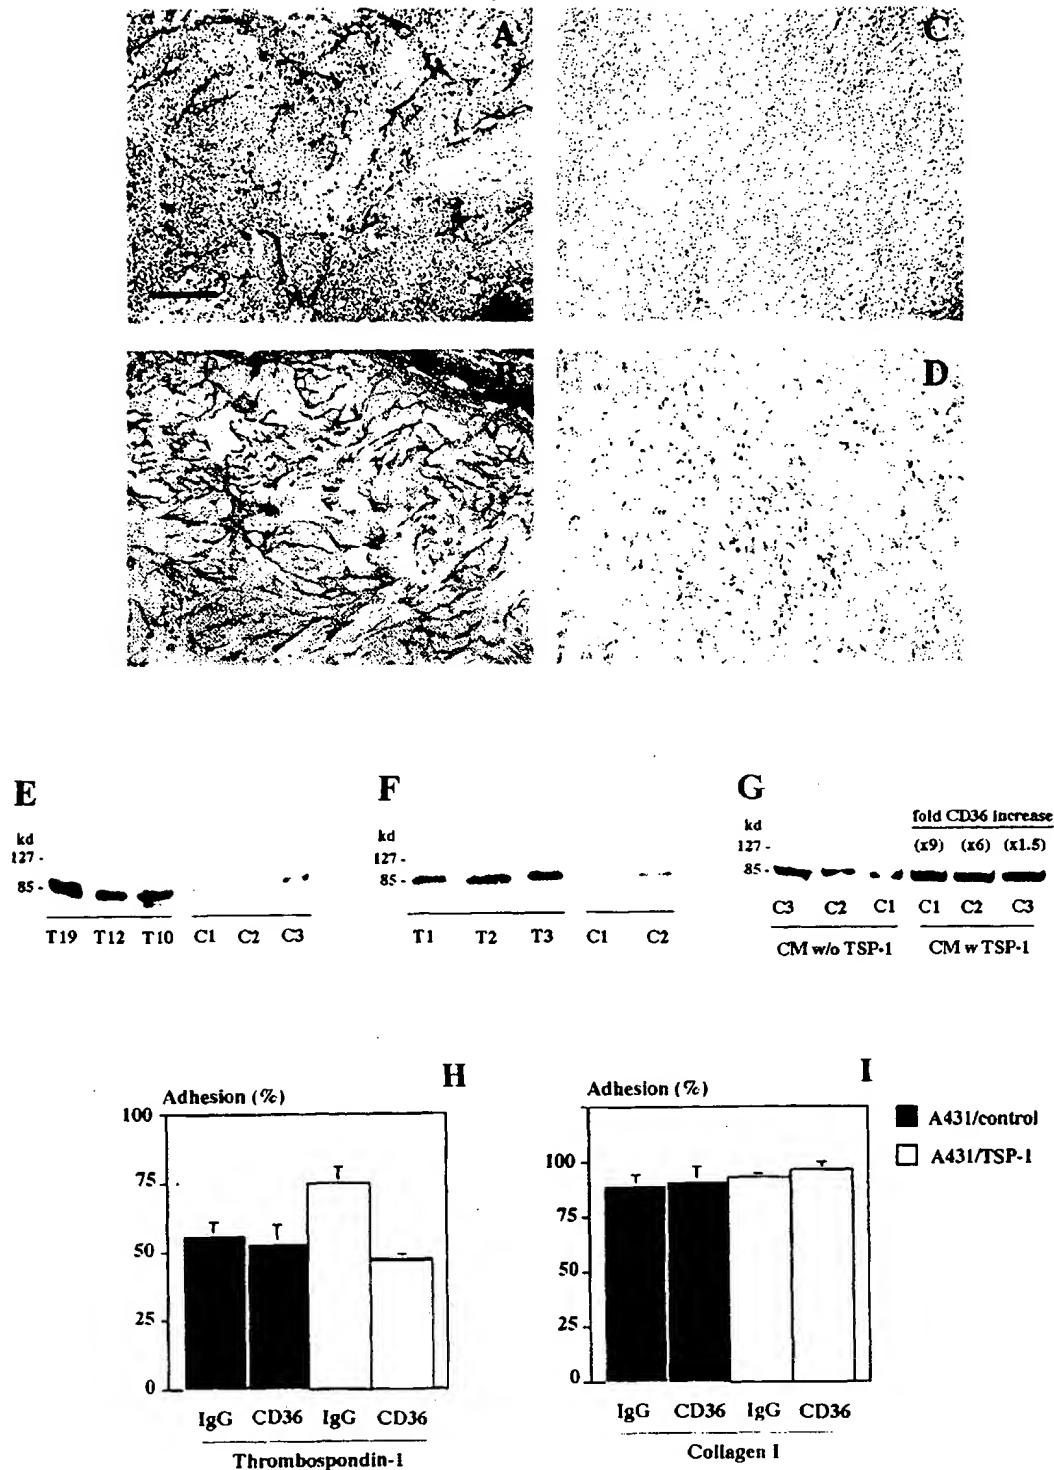 A
C
B
D
E
kd
127 -
85 -
T19 T12 T10 C1 C2 C3
F
kd
127 -
85 -
T1 T2 T3 C1 C2
G
fold CD36 increase
kd
127 -
(x9) (x6) (x1.5)
85 -
C3 C2 C1 C1 C2 C3
CM w/o TSP-1 CM w TSP-1
H
Adhesion (%)
100
75
50
25
0
IgG CD36 IgG CD36
Thrombospondin-1
I
Adhesion (%)
100
75
50
25
0
IgG CD36 IgG CD36
Collagen I
A431/control
A431/TSP-1